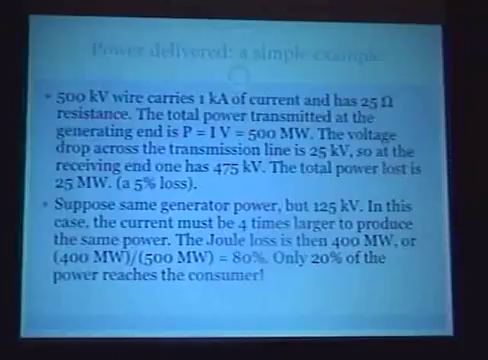 Power delivered: a simple example
• 500 kV wire carries 1 kA of current and has 25 Ω
resistance. The total power transmitted at the
generating end is P = I V = 500 MW. The voltage
drop across the transmission line is 25 kV, so at the
receiving end one has 475 kV. The total power lost is
25 MW. (a 5% loss).
• Suppose same generator power, but 125 kV. In this
case, the current must be 4 times larger to produce
the same power. The Joule loss is then 400 MW, or
(400 MW)/(500 MW) = 80%. Only 20% of the
power reaches the consumer!